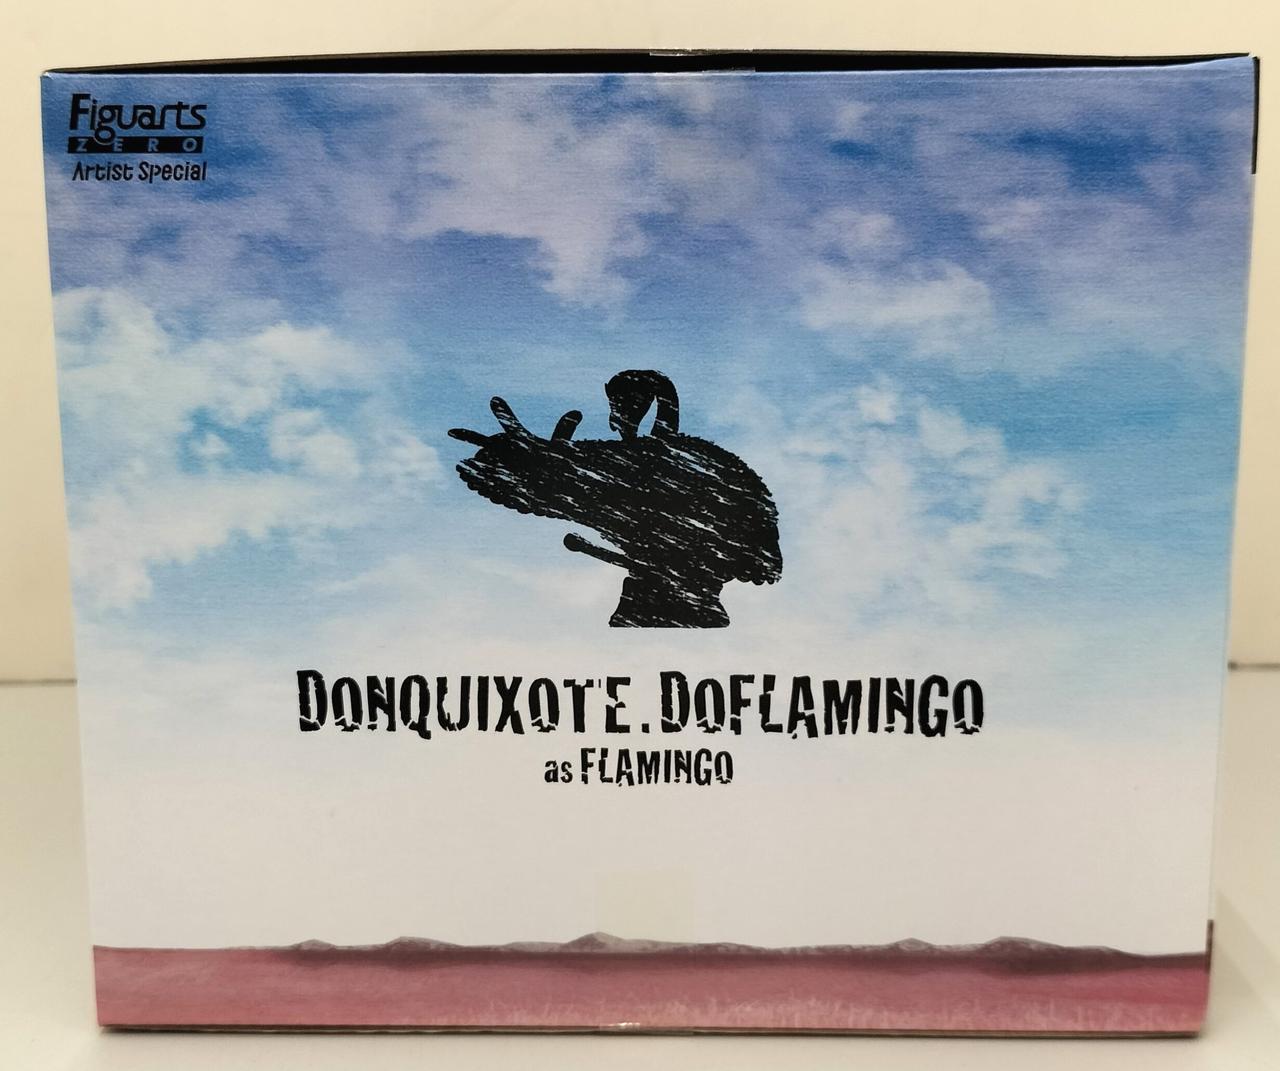 Figuarts
ZERO
Artist Special
DONQUIXOTE.DOFLAMINGO
as FLAMINGO